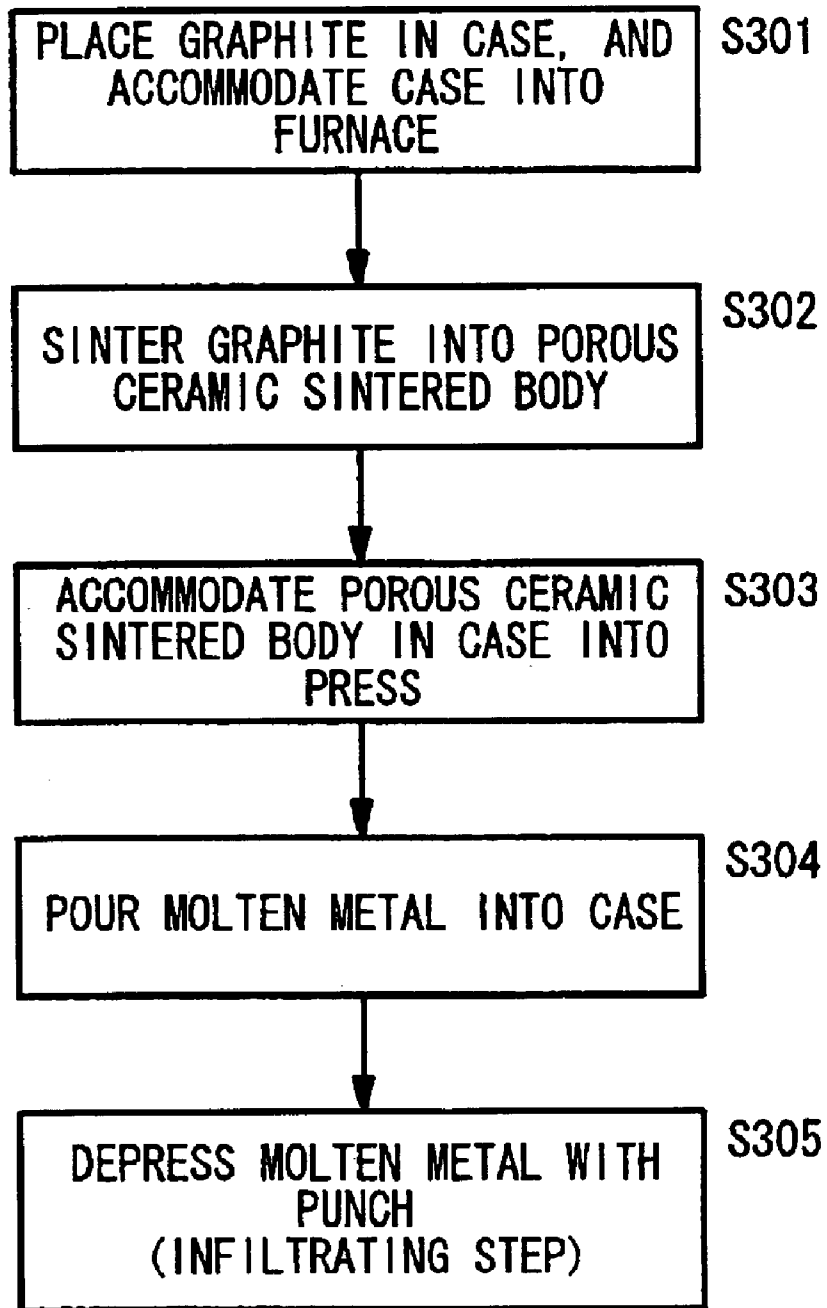 PLACE GRAPHITE IN CASE, AND
ACCOMMODATE CASE INTO
FURNACE
S301
SINTER GRAPHITE INTO POROUS
CERAMIC SINTERED BODY
S302
ACCOMMODATE POROUS CERAMIC
SINTERED BODY IN CASE INTO
PRESS
S303
POUR MOLTEN METAL INTO CASE
S304
DEPRESS MOLTEN METAL WITH
PUNCH
(INFILTRATING STEP)
S305